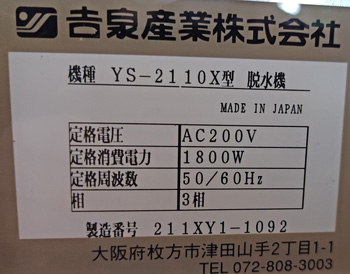 吉泉産業株式会社
機種 YS-2110X型 脱水機
MADE IN JAPAN
定格電圧 AC200V
定格消費電力 1800W
定格周波数 50/60Hz
相 3相
製造番号 211XY1-1092
大阪府枚方市津田山手2丁目1-1
TEL 072-808-3003